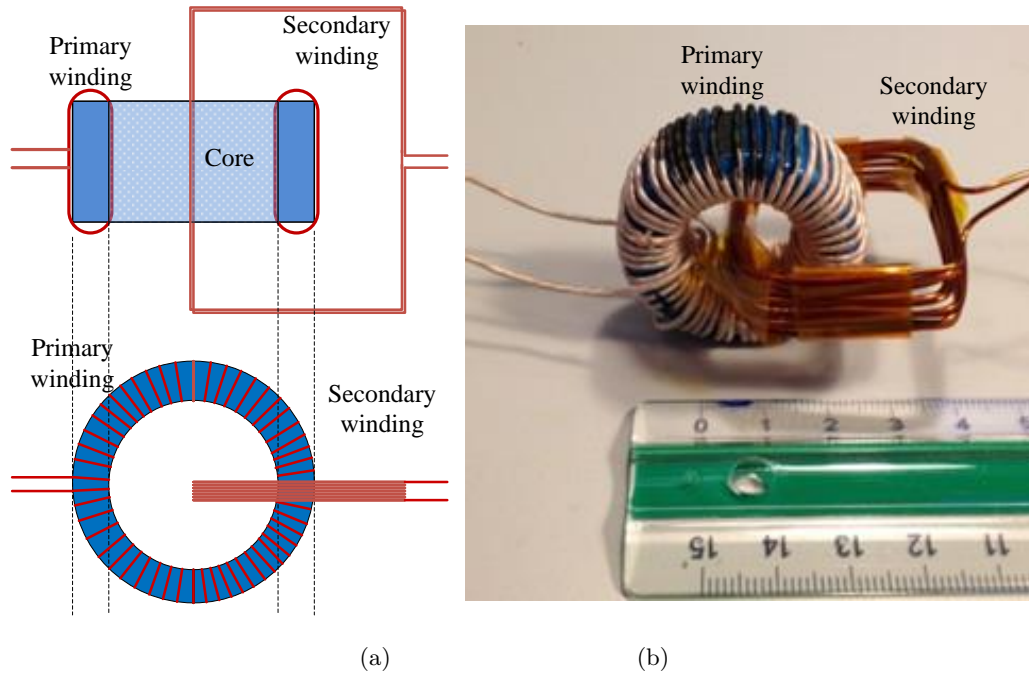 Primary
winding
Secondary
winding
Core
Primary
winding
Secondary
winding
Primary
winding
Secondary
winding
0 1 2 3 4 5
15 14 13 12 11
(a)
(b)